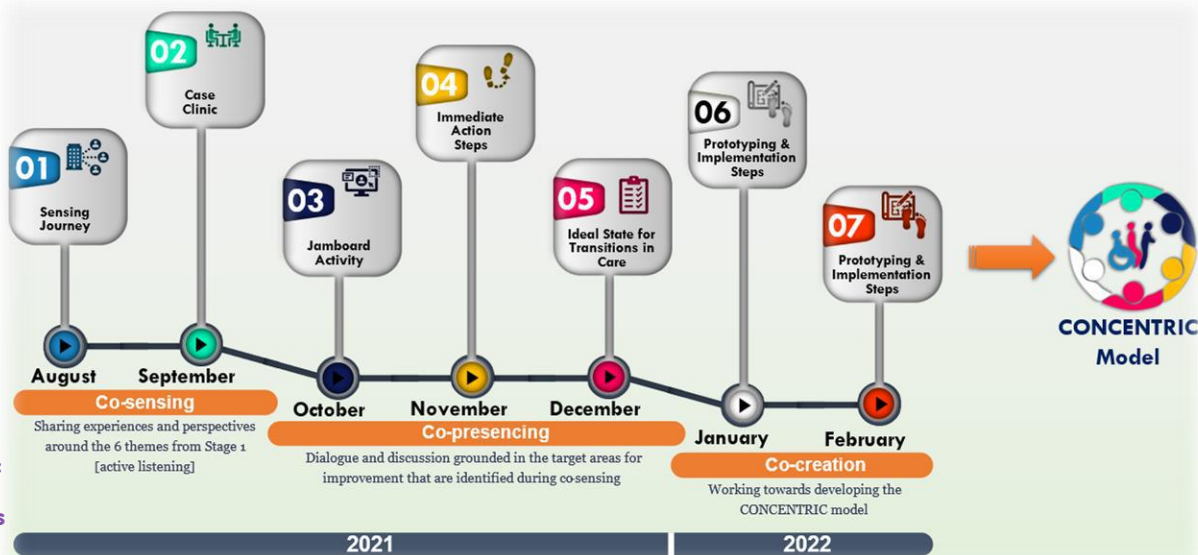 01
Sensing
Journey
02
Case
Clinic
03
Jamboard
Activity
04
Immediate
Action
Steps
05
Ideal State for
Transitions in
Care
06
Prototyping &
Implementation
Steps
07
Prototyping &
Implementation
Steps
CONCENTRIC
Model
August
September
October
November
December
January
February
Co-sensing
Sharing experiences and perspectives
around the 6 themes from Stage 1
[active listening]
Co-presencing
Dialogue and discussion grounded in the target areas for
improvement that are identified during co-sensing
Co-creation
Working towards developing the
CONCENTRIC model
:
s
2021
2022